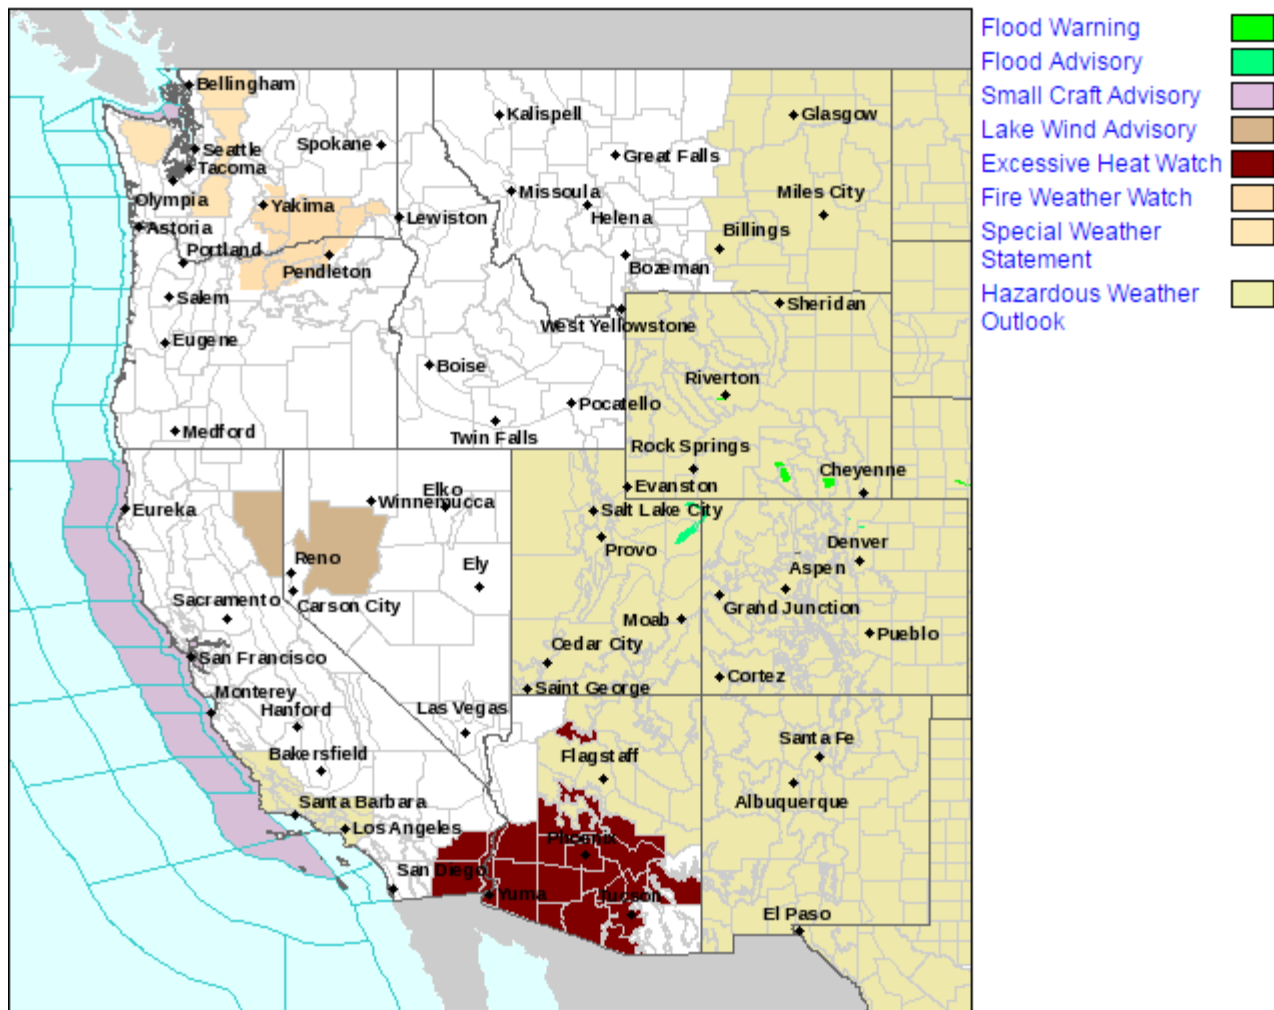 Flood Warning
Flood Advisory
Small Craft Advisory
Lake Wind Advisory
Excessive Heat Watch
Fire Weather Watch
Special Weather
Statement
Hazardous Weather
Outlook
Bellingham
Kalispell
Glasgow
Spokane
Seattle
Great Falls
Tacoma
Missoula
Miles City
Olympia
Yakima
Helena
Lewiston
Astoria
Billings
Portland
Pendleton
Bozeman
Salem
Sheridan
West Yellowstone
Eugene
Boise
Riverton
Pocatello
Medford
Twin Falls
Rock Springs
Cheyenne
Evanston
Elko
Winnemucca
Eureka
Salt Lake City
Provo
Denver
Reno
Ely
Aspen
Sacramento
Carson City
Grand Junction
Moab
Pueblo
Cedar City
San Francisco
Cortez
Saint George
Monterey
Hanford
Las Vegas
Santa Fe
Bakersfield
Flagstaff
Santa Barbara
Albuquerque
Los Angeles
Phoenix
San Diego
Yuma
Tucson
El Paso